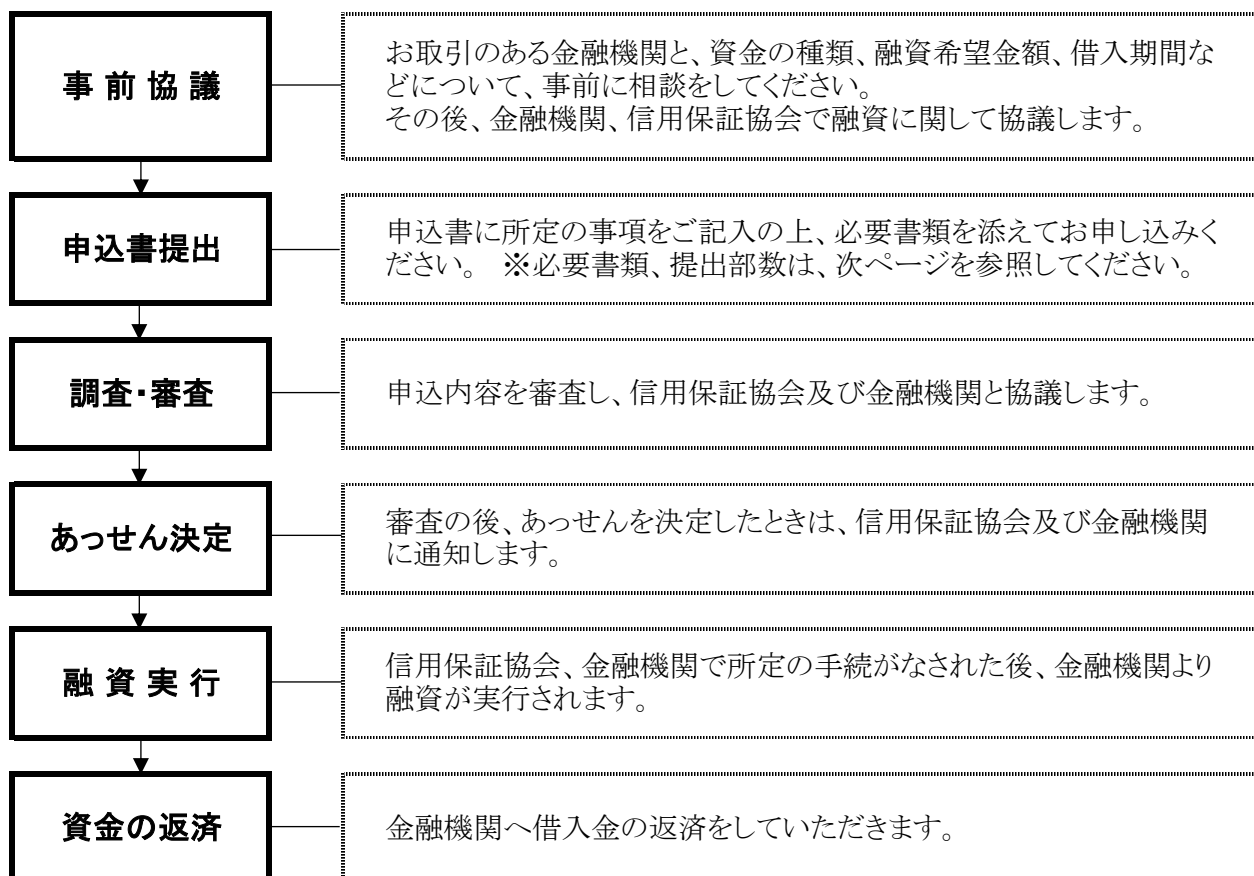 事前協議
お取引のある金融機関と、資金の種類、融資希望金額、借入期間な
どについて、事前に相談をしてください。
その後、金融機関、信用保証協会で融資に関して協議します。
申込書提出
申込書に所定の事項をご記入の上、必要書類を添えてお申し込みく
ださい。 ※必要書類、提出部数は、次ページを参照してください。
調査・審査
申込内容を審査し、信用保証協会及び金融機関と協議します。
あっせん決定
審査の後、あっせんを決定したときは、信用保証協会及び金融機関
に通知します。
融資実行
信用保証協会、金融機関で所定の手続がなされた後、金融機関より
融資が実行されます。
資金の返済
金融機関へ借入金の返済をしていただきます。